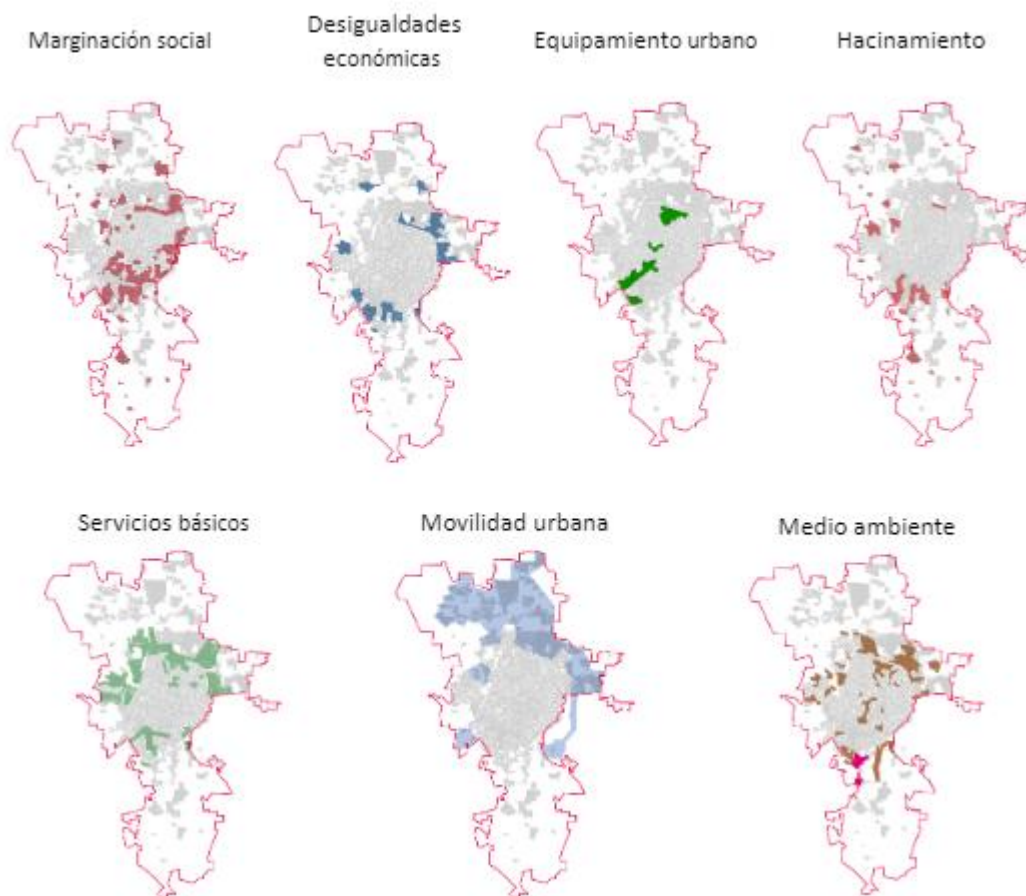 Marginación social
Desigualdades
económicas
Equipamiento urbano
Hacinamiento
Servicios básicos
Movilidad urbana
Medio ambiente